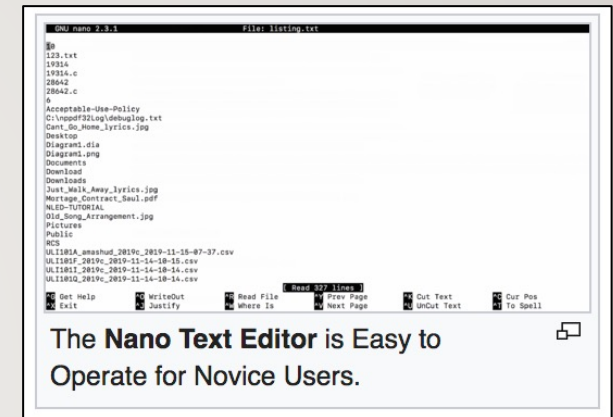 GNU nano 2.3.1 File: listing.txt
10
123.txt
19314
19314.c
28642
28642.c
6
Acceptable-Use-Policy
C:\nppdf32Log\debuglog.txt
Cant_Go_Home_lyrics.jpg
Desktop
Diagram1.dia
Diagram1.png
Documents
Download
Downloads
Just_Walk_Away_lyrics.jpg
Mortage_Contract_Saul.pdf
NLED-TUTORIAL
Old_Song_Arrangement.jpg
Pictures
Public
RCS
ULI101A_amashud_2019c_2019-11-15-07-37.csv
ULI101F_2019c_2019-11-14-10-15.csv
ULI101I_2019c_2019-11-14-10-14.csv
ULI101Q_2019c_2019-11-14-10-14.csv
[ Read 327 lines ]
^G Get Help ^O WriteOut ^R Read File ^Y Prev Page ^K Cut Text ^C Cur Pos
^X Exit ^J Justify ^W Where Is ^V Next Page ^U UnCut Text ^T To Spell
The Nano Text Editor is Easy to
Operate for Novice Users.